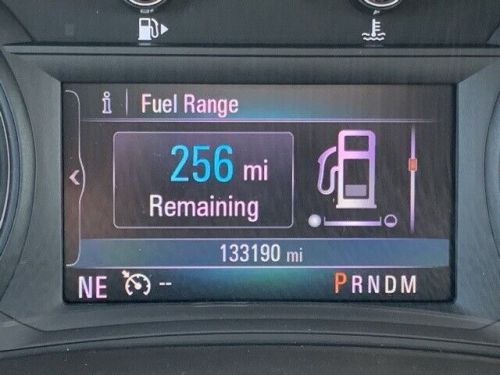 i Fuel Range
256 mi
Remaining
133190 mi
NE -- PRNDM